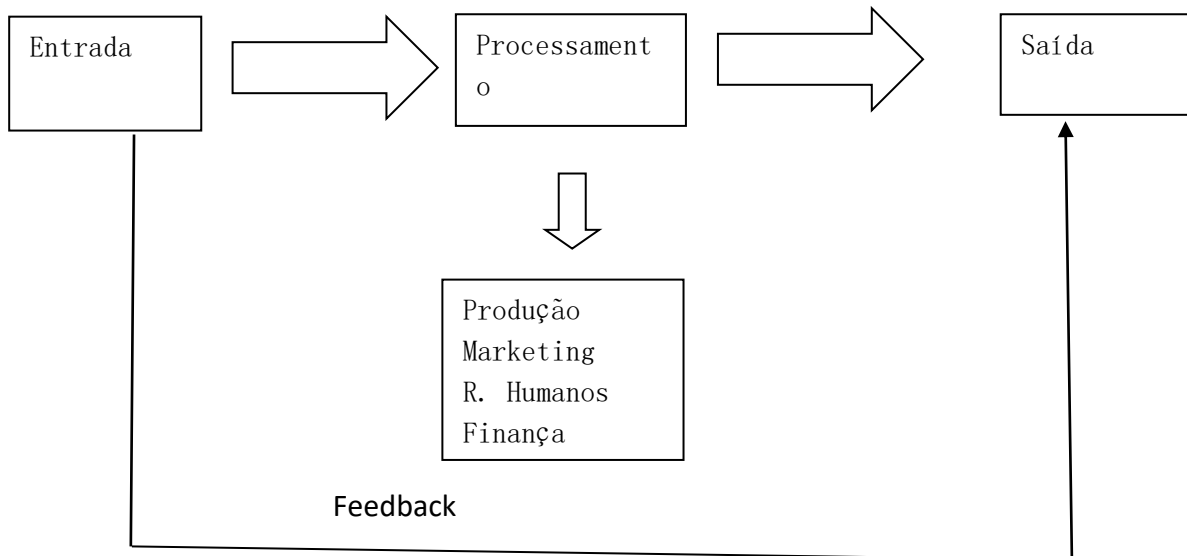 Entrada
Processament
o
Saída
Produção
Marketing
R. Humanos
Finança
Feedback